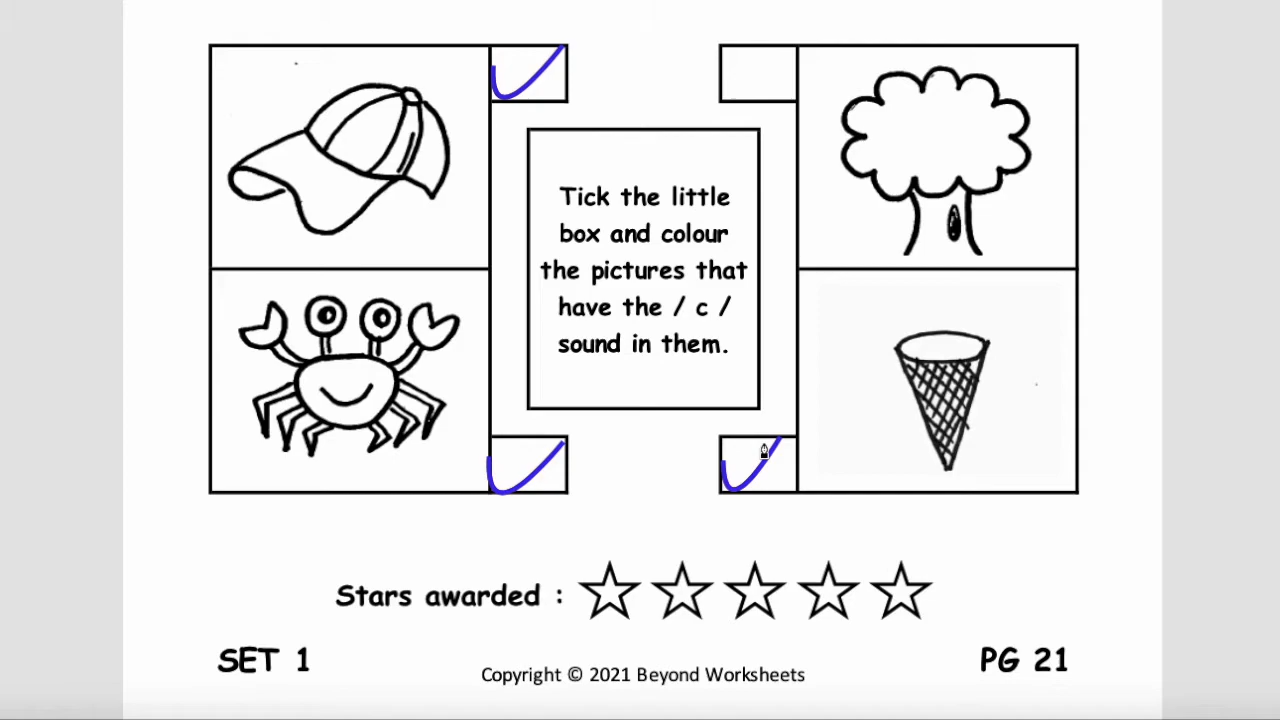 Tick the little
box and colour
the pictures that
have the / c /
sound in them.
Stars awarded :
SET 1
Copyright © 2021 Beyond Worksheets
PG 21